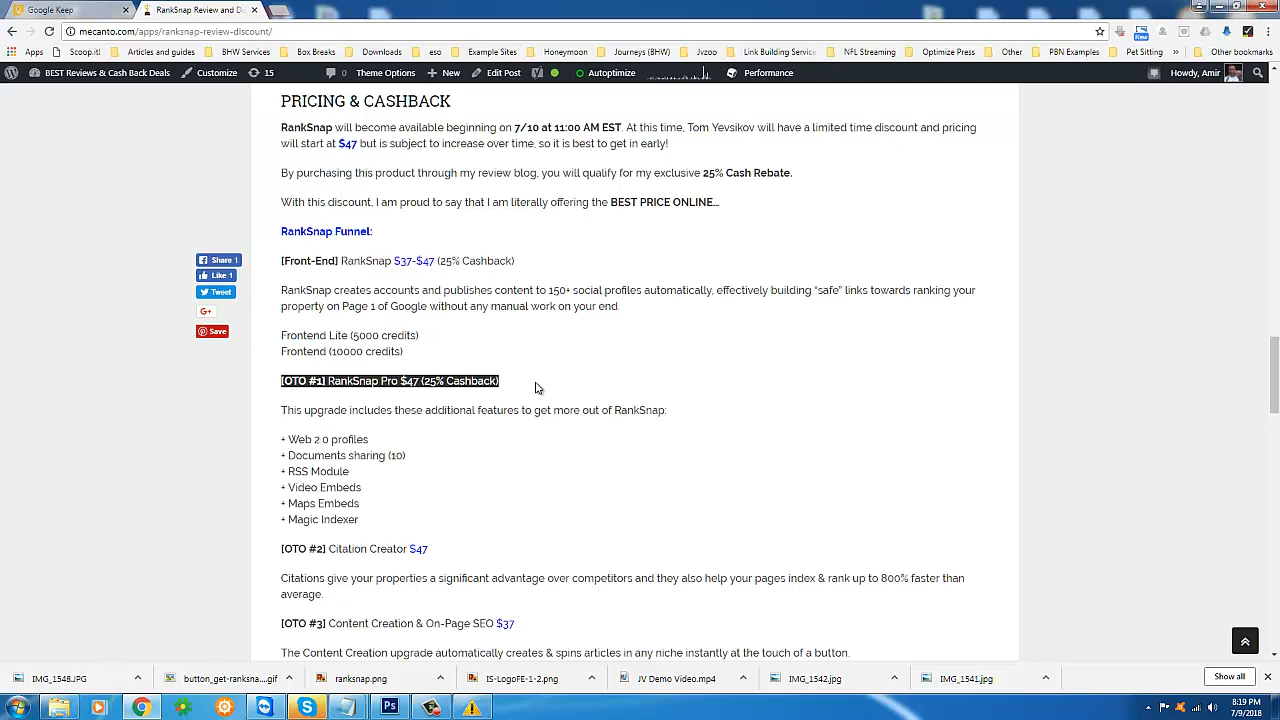 Google Keep
RankSnap Review and Di
mecanto.com/apps/ranksnap-review-discount/
Apps
Scoop.it!
Articles and guides
BHW Services
Box Breaks
Downloads
eso
Example Sites
Honeymoon
Journeys (BHW)
Jvzoo
Link Building Service
NFL Streaming
Optimize Press
Other
PBN Examples
Pet Sitting
»
Other bookmarks
BEST Reviews & Cash Back Deals
Customize
15
0
Theme Options
+ New
Edit Post
Autoptimize
Performance
Howdy, Amir
PRICING & CASHBACK
RankSnap will become available beginning on 7/10 at 11:00 AM EST. At this time, Tom Yevsikov will have a limited time discount and pricing
will start at $47 but is subject to increase over time, so it is best to get in early!
By purchasing this product through my review blog, you will qualify for my exclusive 25% Cash Rebate.
With this discount, I am proud to say that I am literally offering the BEST PRICE ONLINE...
RankSnap Funnel:
Share 1
Like 1
Tweet
G+
Save
[Front-End] RankSnap $37-$47 (25% Cashback)
RankSnap creates accounts and publishes content to 150+ social profiles automatically, effectively building “safe” links towards ranking your
property on Page 1 of Google without any manual work on your end.
Frontend Lite (5000 credits)
Frontend (10000 credits)
[OTO #1] RankSnap Pro $47 (25% Cashback)
This upgrade includes these additional features to get more out of RankSnap:
+ Web 2.0 profiles
+ Documents sharing (10)
+ RSS Module
+ Video Embeds
+ Maps Embeds
+ Magic Indexer
[OTO #2] Citation Creator $47
Citations give your properties a significant advantage over competitors and they also help your pages index & rank up to 800% faster than
average.
[OTO #3] Content Creation & On-Page SEO $37
The Content Creation upgrade automatically creates & spins articles in any niche instantly at the touch of a button.
IMG_1548.JPG
button_get-ranksna....gif
ranksnap.png
IS-LogoFE-1-2.png
JV Demo Video.mp4
IMG_1542.jpg
IMG_1541.jpg
Show all
8:19 PM
7/9/2018